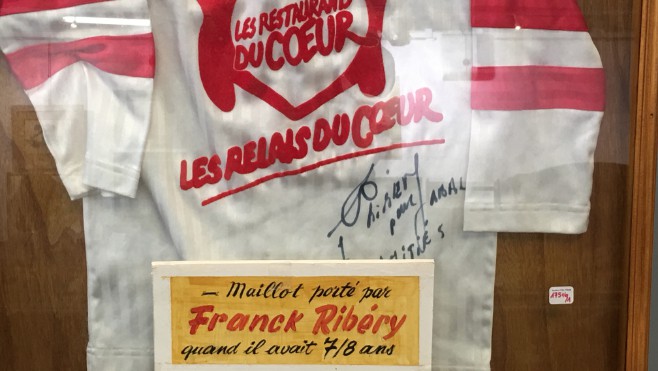 LES RESTAURANTS
DU CŒUR
LES RELAIS DU CŒUR
Ribéry
pour
— Maillot porté par
Franck Ribéry
quand il avait 7/8 ans